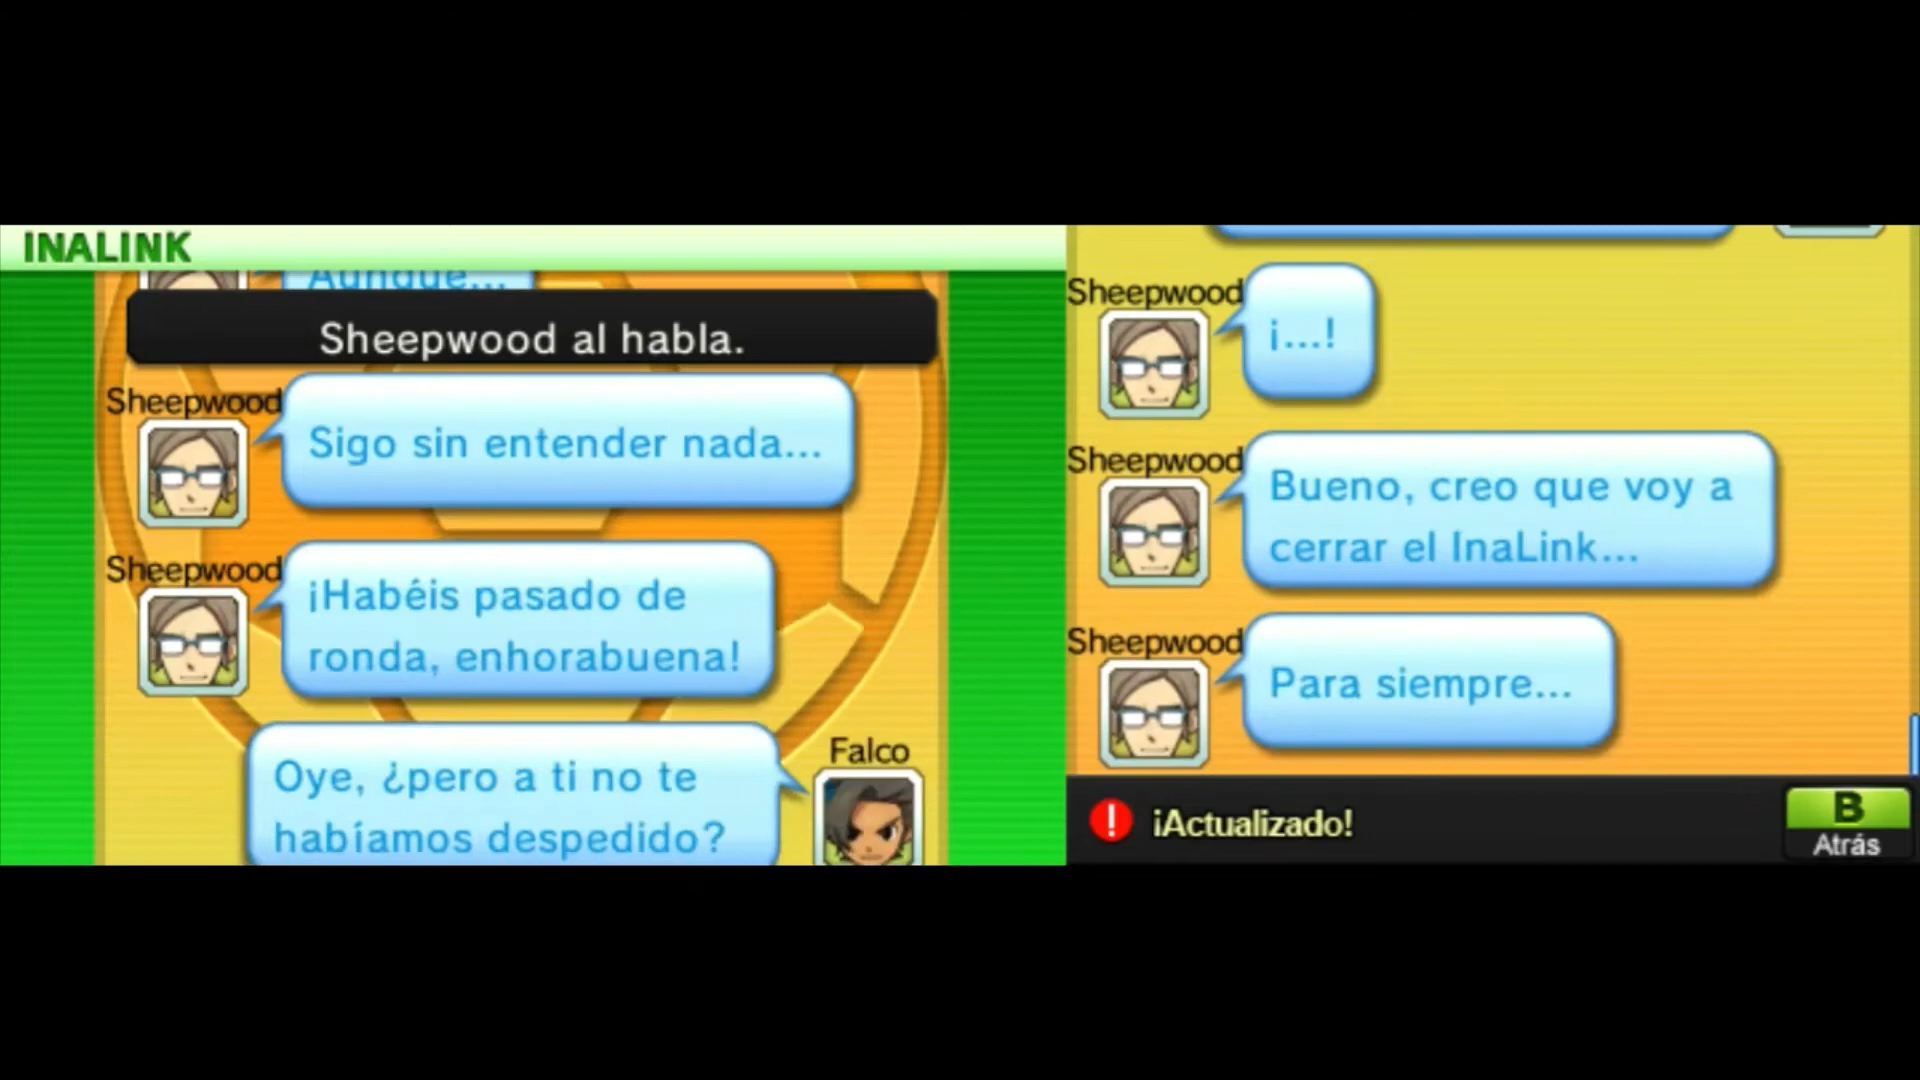 INALINK
Aunque...
Sheepwood al habla.
Sheepwood
Sigo sin entender nada...
Sheepwood
¡Habéis pasado de
ronda, enhorabuena!
Falco
Oye, ¿pero a ti no te
habíamos despedido?
Sheepwood
¡...!
Sheepwood
Bueno, creo que voy a
cerrar el InaLink...
Sheepwood
Para siempre...
! ¡Actualizado!
B
Atrás